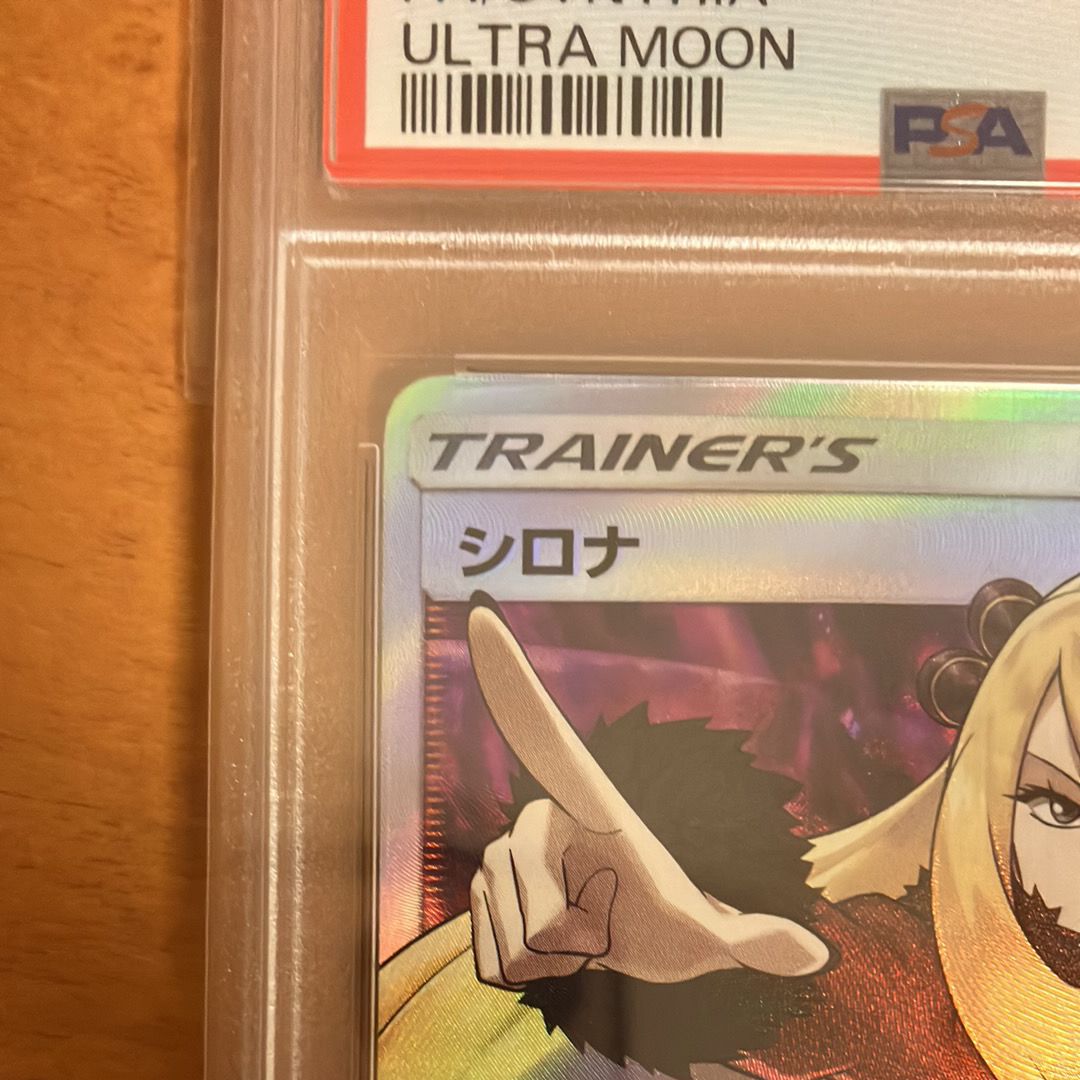 ULTRA MOON
PSA
TRAINER'S
シロナ